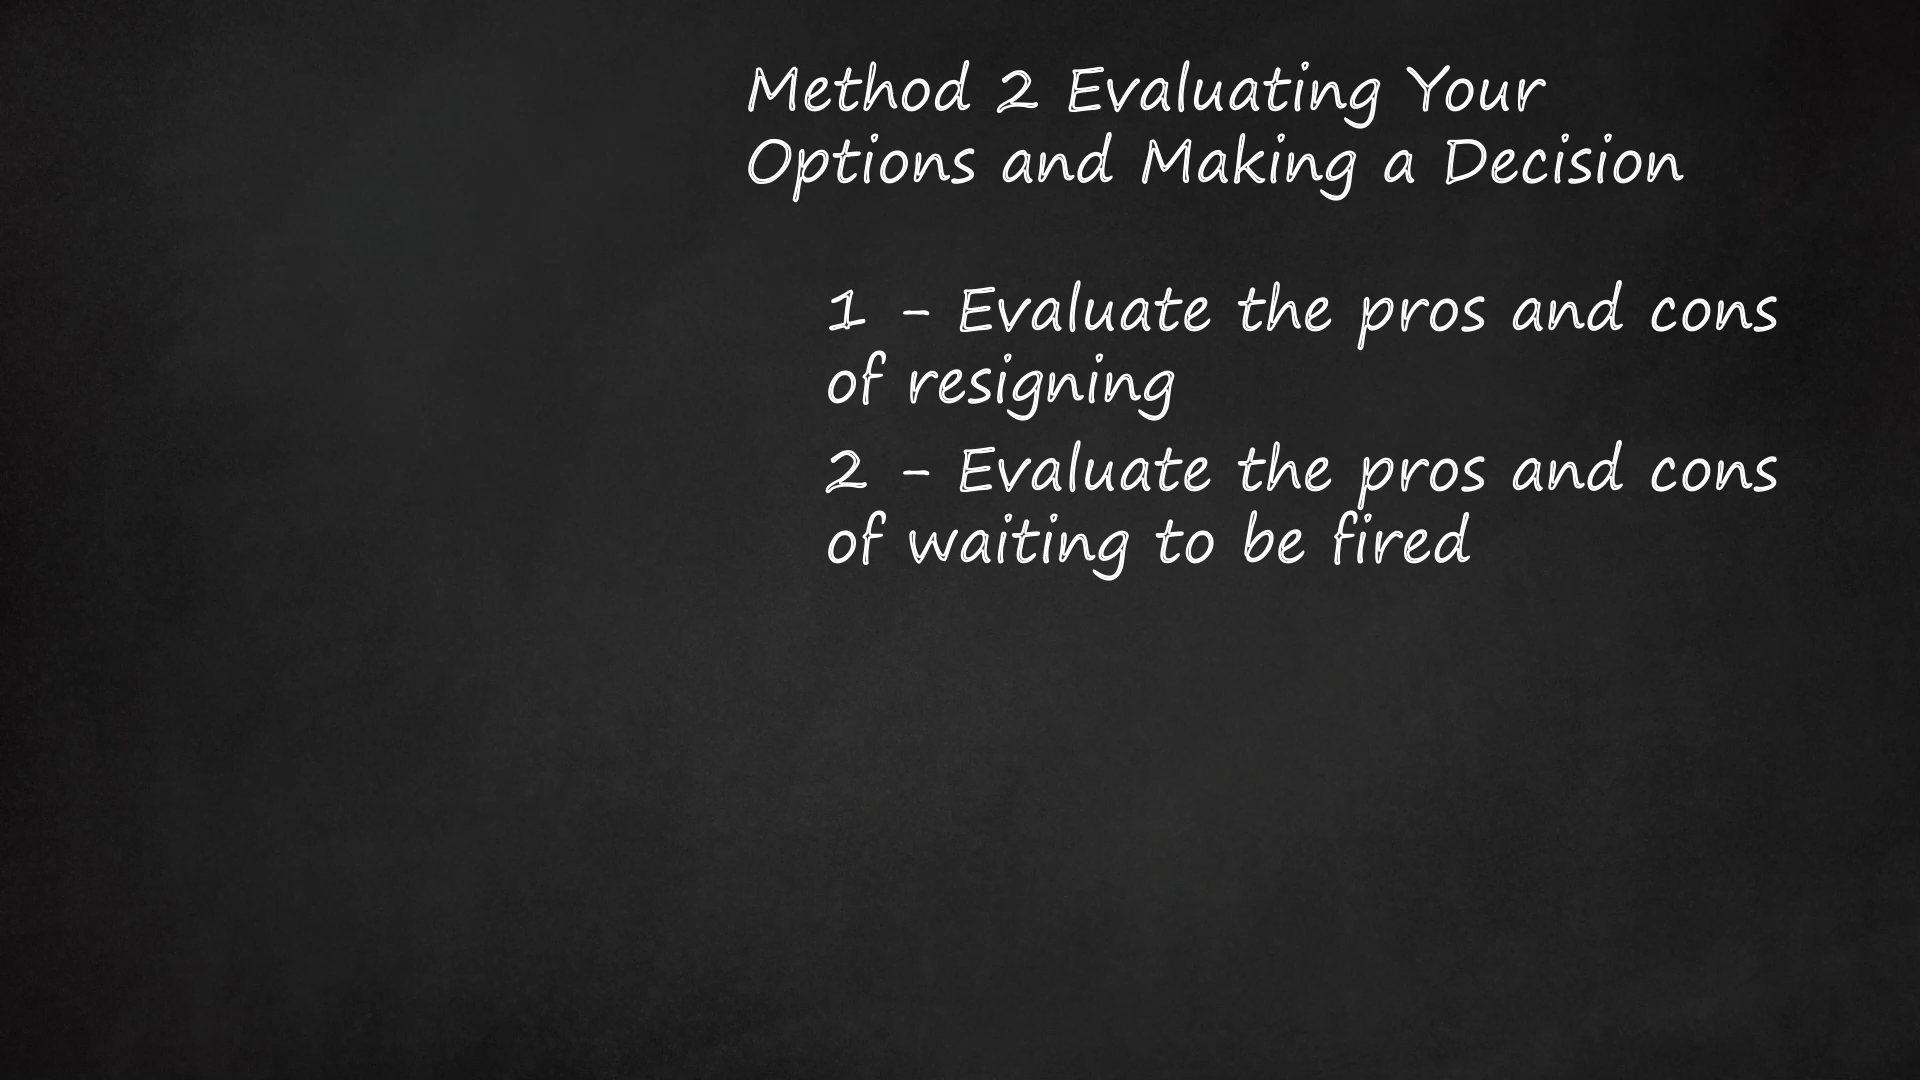 Method 2 Evaluating Your
Options and Making a Decision
1 - Evaluate the pros and cons
of resigning
2 - Evaluate the pros and cons
of waiting to be fired